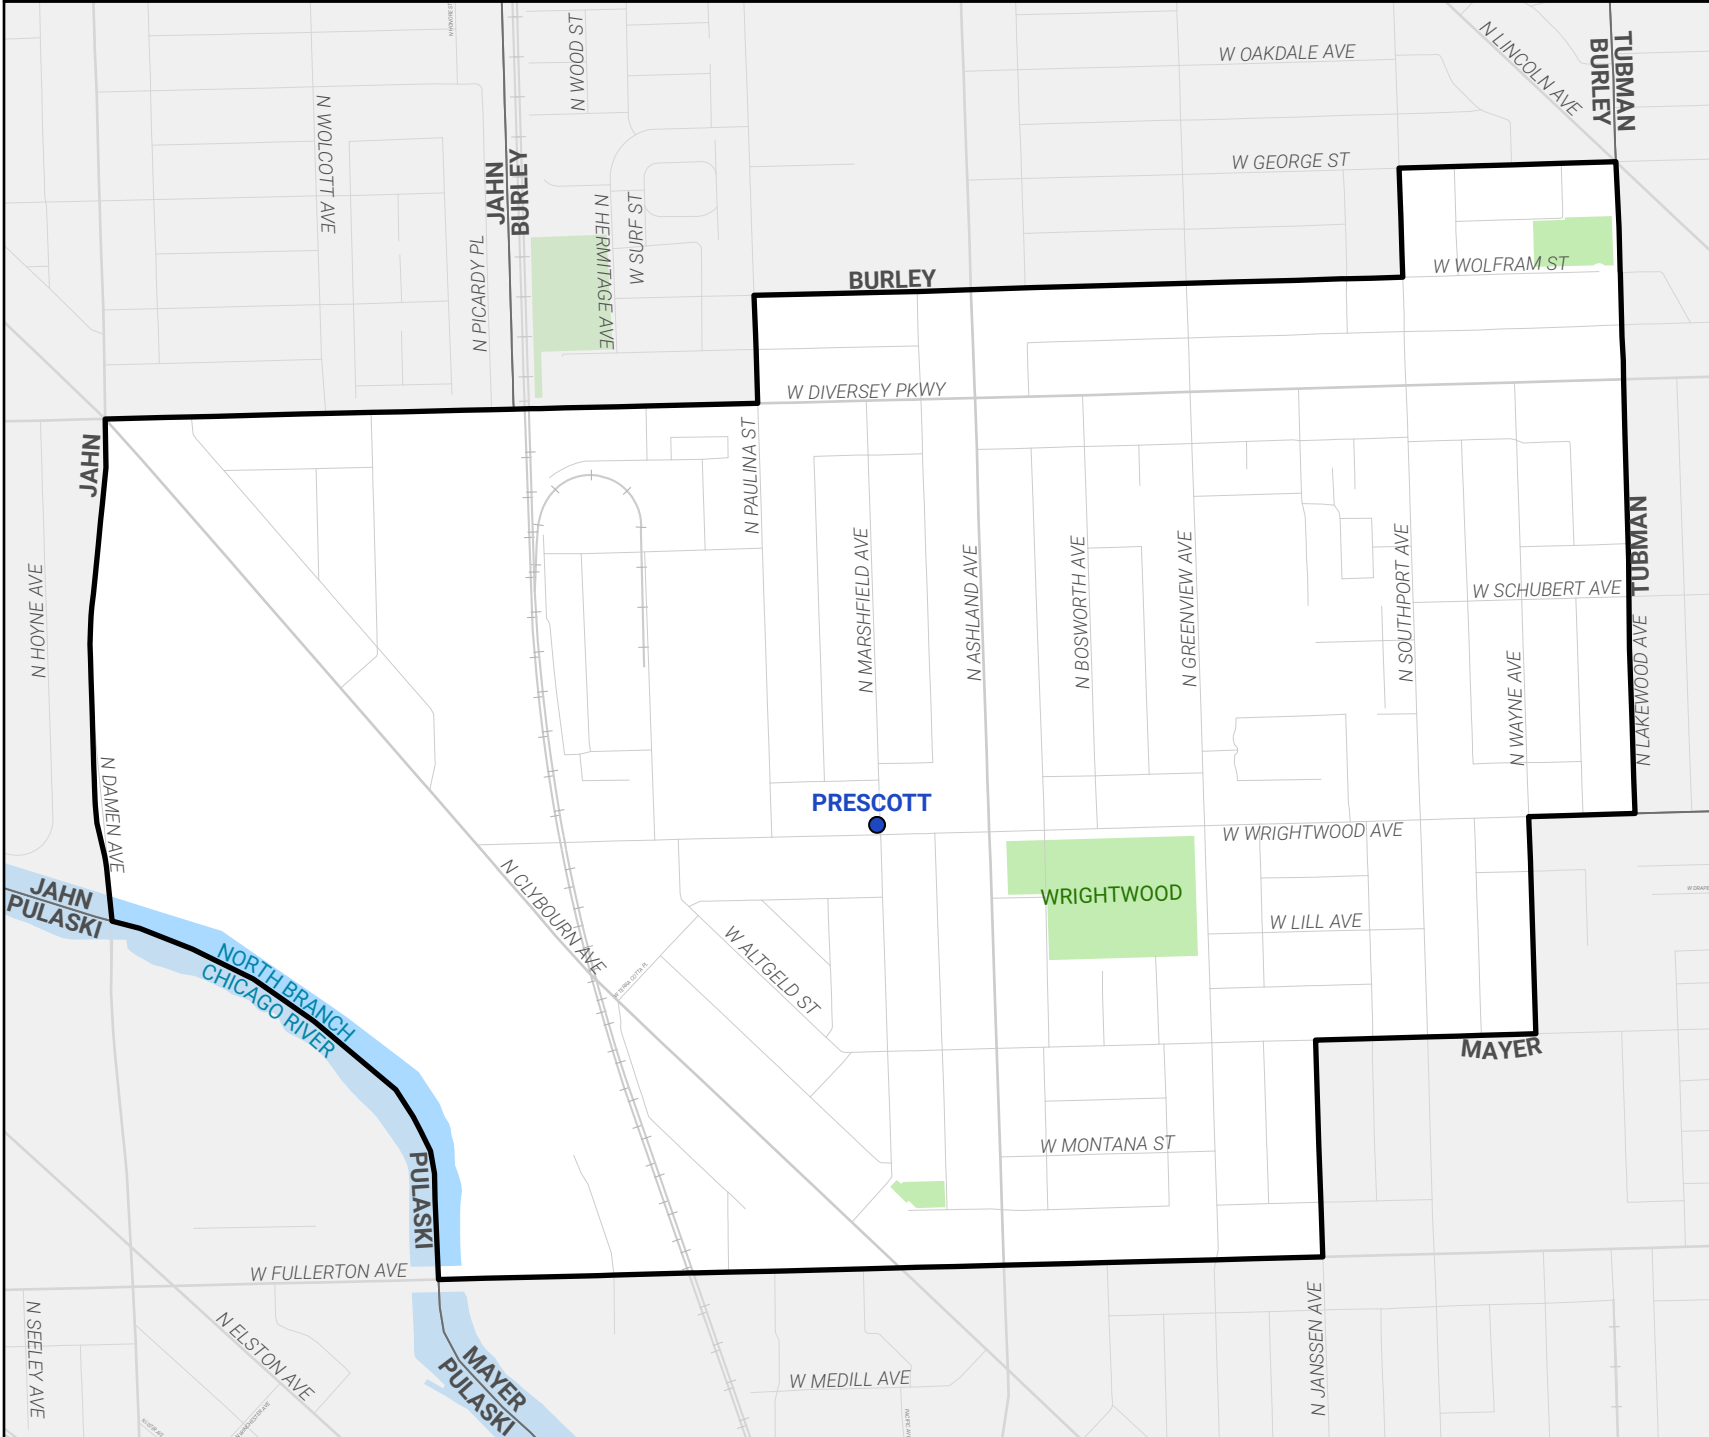 N WOOD ST
W OAKDALE AVE
N LINCOLN AVE
TUBMAN
BURLEY
N WOLCOTT AVE
JAHN
BURLEY
W GEORGE ST
N HERMITAGE AVE
W SURF ST
N PICARDY PL
BURLEY
W WOLFRAM ST
W DIVERSEY PKWY
JAHN
N PAULINA ST
N HOYNE AVE
N MARSHFIELD AVE
N ASHLAND AVE
N BOSWORTH AVE
N GREENVIEW AVE
N SOUTHPORT AVE
TUBMAN
W SCHUBERT AVE
N WAYNE AVE
N LAKEWOOD AVE
N DAMEN AVE
PRESCOTT
W WRIGHTWOOD AVE
N CLYBOURN AVE
WRIGHTWOOD
JAHN
PULASKI
W LILL AVE
W ALTGELD ST
NORTH BRANCH
CHICAGO RIVER
W TERRA COTTA PL
MAYER
W MONTANA ST
PULASKI
W FULLERTON AVE
N SEELEY AVE
N ELSTON AVE
MAYER
PULASKI
W MEDILL AVE
N JANSSEN AVE